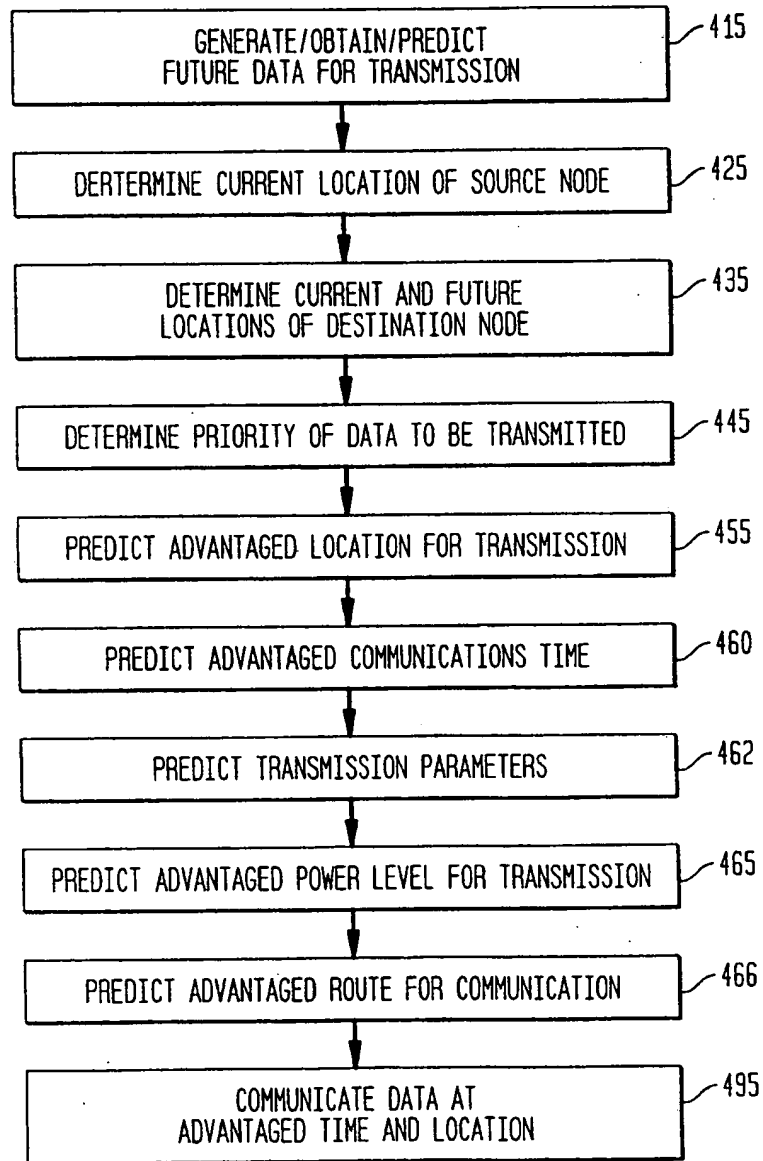 GENERATE/OBTAIN/PREDICT
FUTURE DATA FOR TRANSMISSION
415
DERTERMINE CURRENT LOCATION OF SOURCE NODE
425
DETERMINE CURRENT AND FUTURE
LOCATIONS OF DESTINATION NODE
435
DETERMINE PRIORITY OF DATA TO BE TRANSMITTED
445
PREDICT ADVANTAGED LOCATION FOR TRANSMISSION
455
PREDICT ADVANTAGED COMMUNICATIONS TIME
460
PREDICT TRANSMISSION PARAMETERS
462
PREDICT ADVANTAGED POWER LEVEL FOR TRANSMISSION
465
PREDICT ADVANTAGED ROUTE FOR COMMUNICATION
466
COMMUNICATE DATA AT
ADVANTAGED TIME AND LOCATION
495